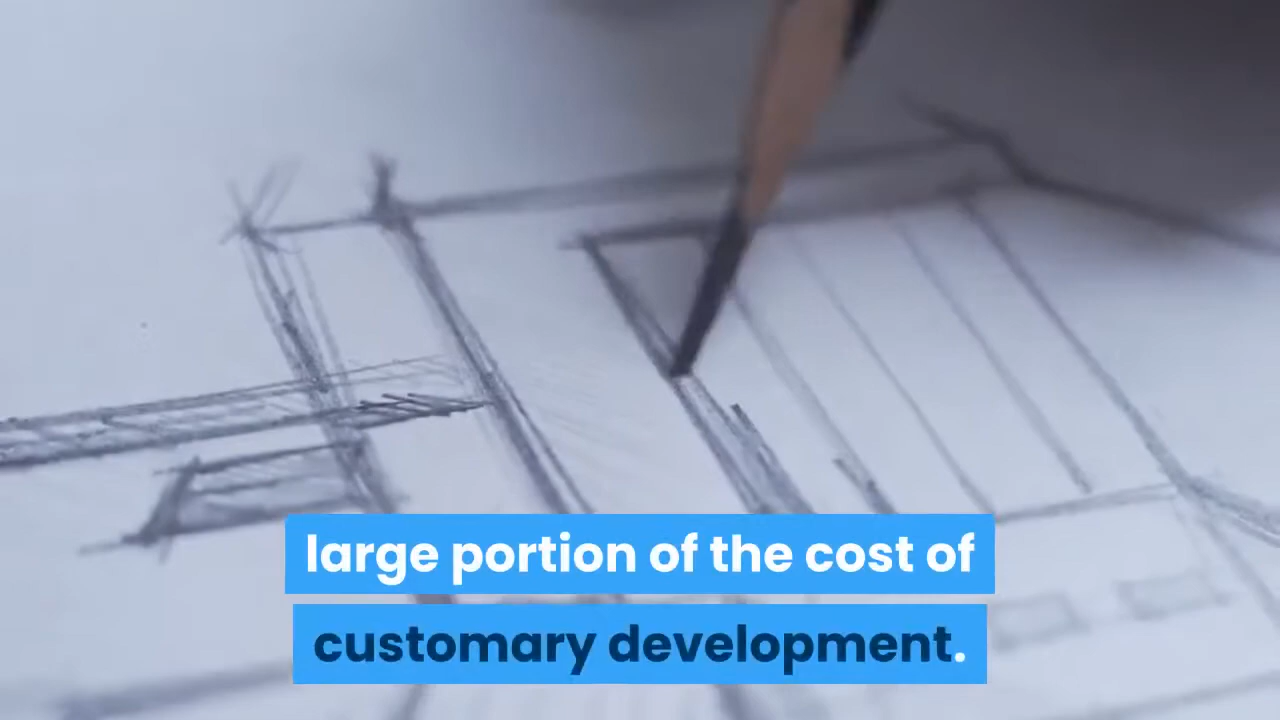 large portion of the cost of
customary development.